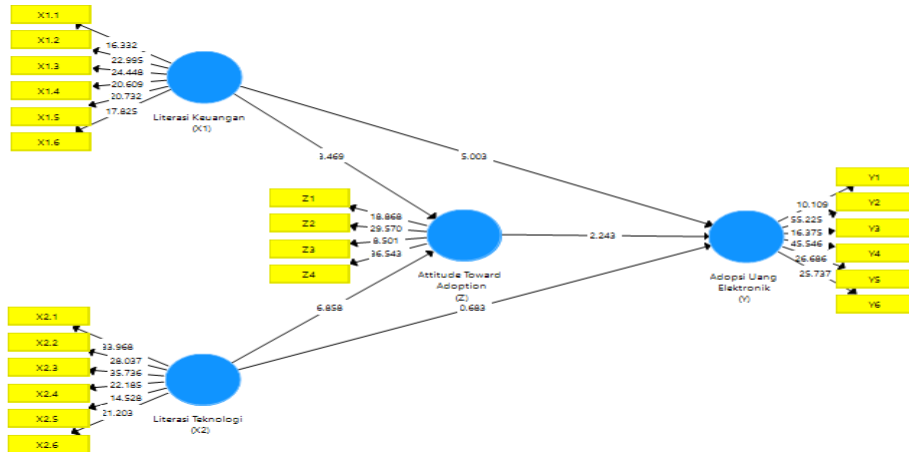 X1.1
X1.2
X1.3
X1.4
X1.5
X1.6
16.332
22.995
24.448
20.609
20.732
17.825
Literasi Keuangan
(X1)
3.469
5.003
Z1
Z2
Z3
Z4
18.868
29.570
8.501
36.543
Attitude Toward
Adoption
(Z)
2.243
Y1
Y2
Y3
Y4
Y5
Y6
10.109
55.225
16.375
45.546
26.686
25.737
Adopsi Uang
Elektronik
(Y)
6.858
0.683
X2.1
X2.2
X2.3
X2.4
X2.5
X2.6
33.968
28.037
35.736
22.185
14.528
21.203
Literasi Teknologi
(X2)